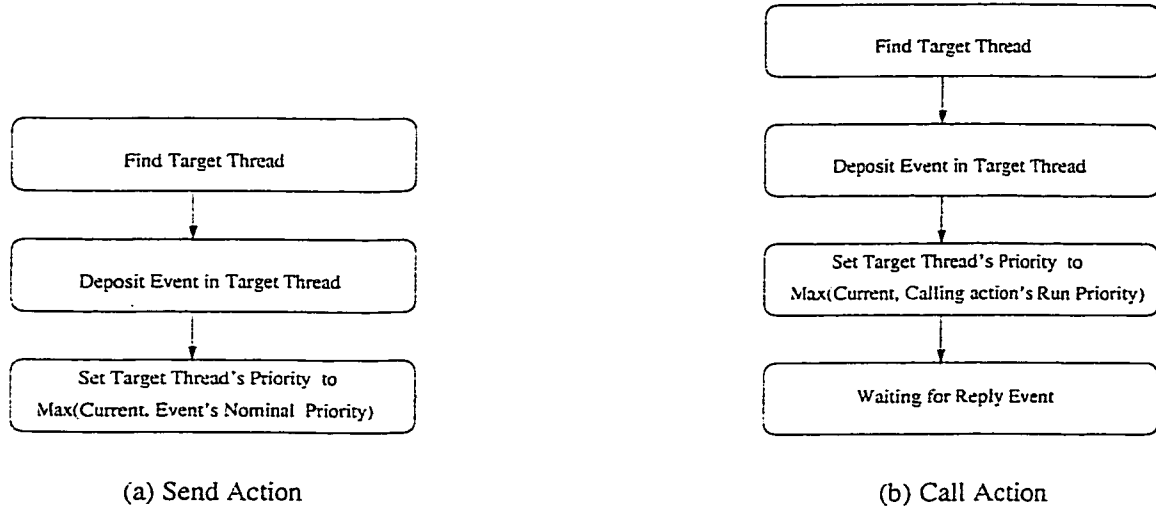 Find Target Thread
Deposit Event in Target Thread
Set Target Thread's Priority to
Max(Current. Event's Nominal Priority)
(a) Send Action
Find Target Thread
Deposit Event in Target Thread
Set Target Thread's Priority to
Max(Current. Calling action's Run Priority)
Waiting for Reply Event
(b) Call Action